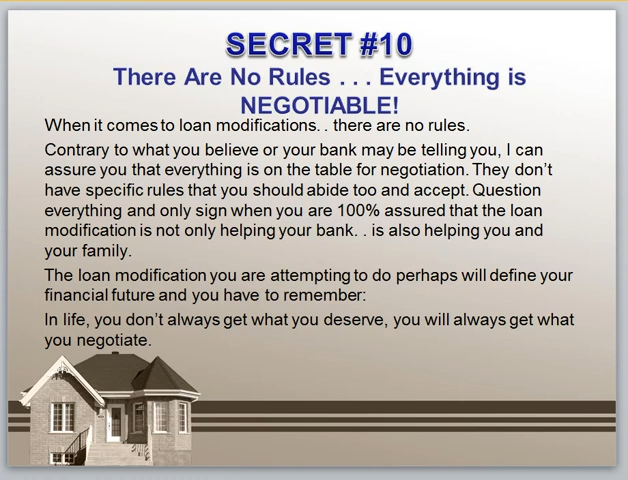 SECRET #10
There Are No Rules . . . Everything is
NEGOTIABLE!
When it comes to loan modifications. . there are no rules.
Contrary to what you believe or your bank may be telling you, I can
assure you that everything is on the table for negotiation. They don’t
have specific rules that you should abide too and accept. Question
everything and only sign when you are 100% assured that the loan
modification is not only helping your bank. . is also helping you and
your family.
The loan modification you are attempting to do perhaps will define your
financial future and you have to remember:
In life, you don’t always get what you deserve, you will always get what
you negotiate.